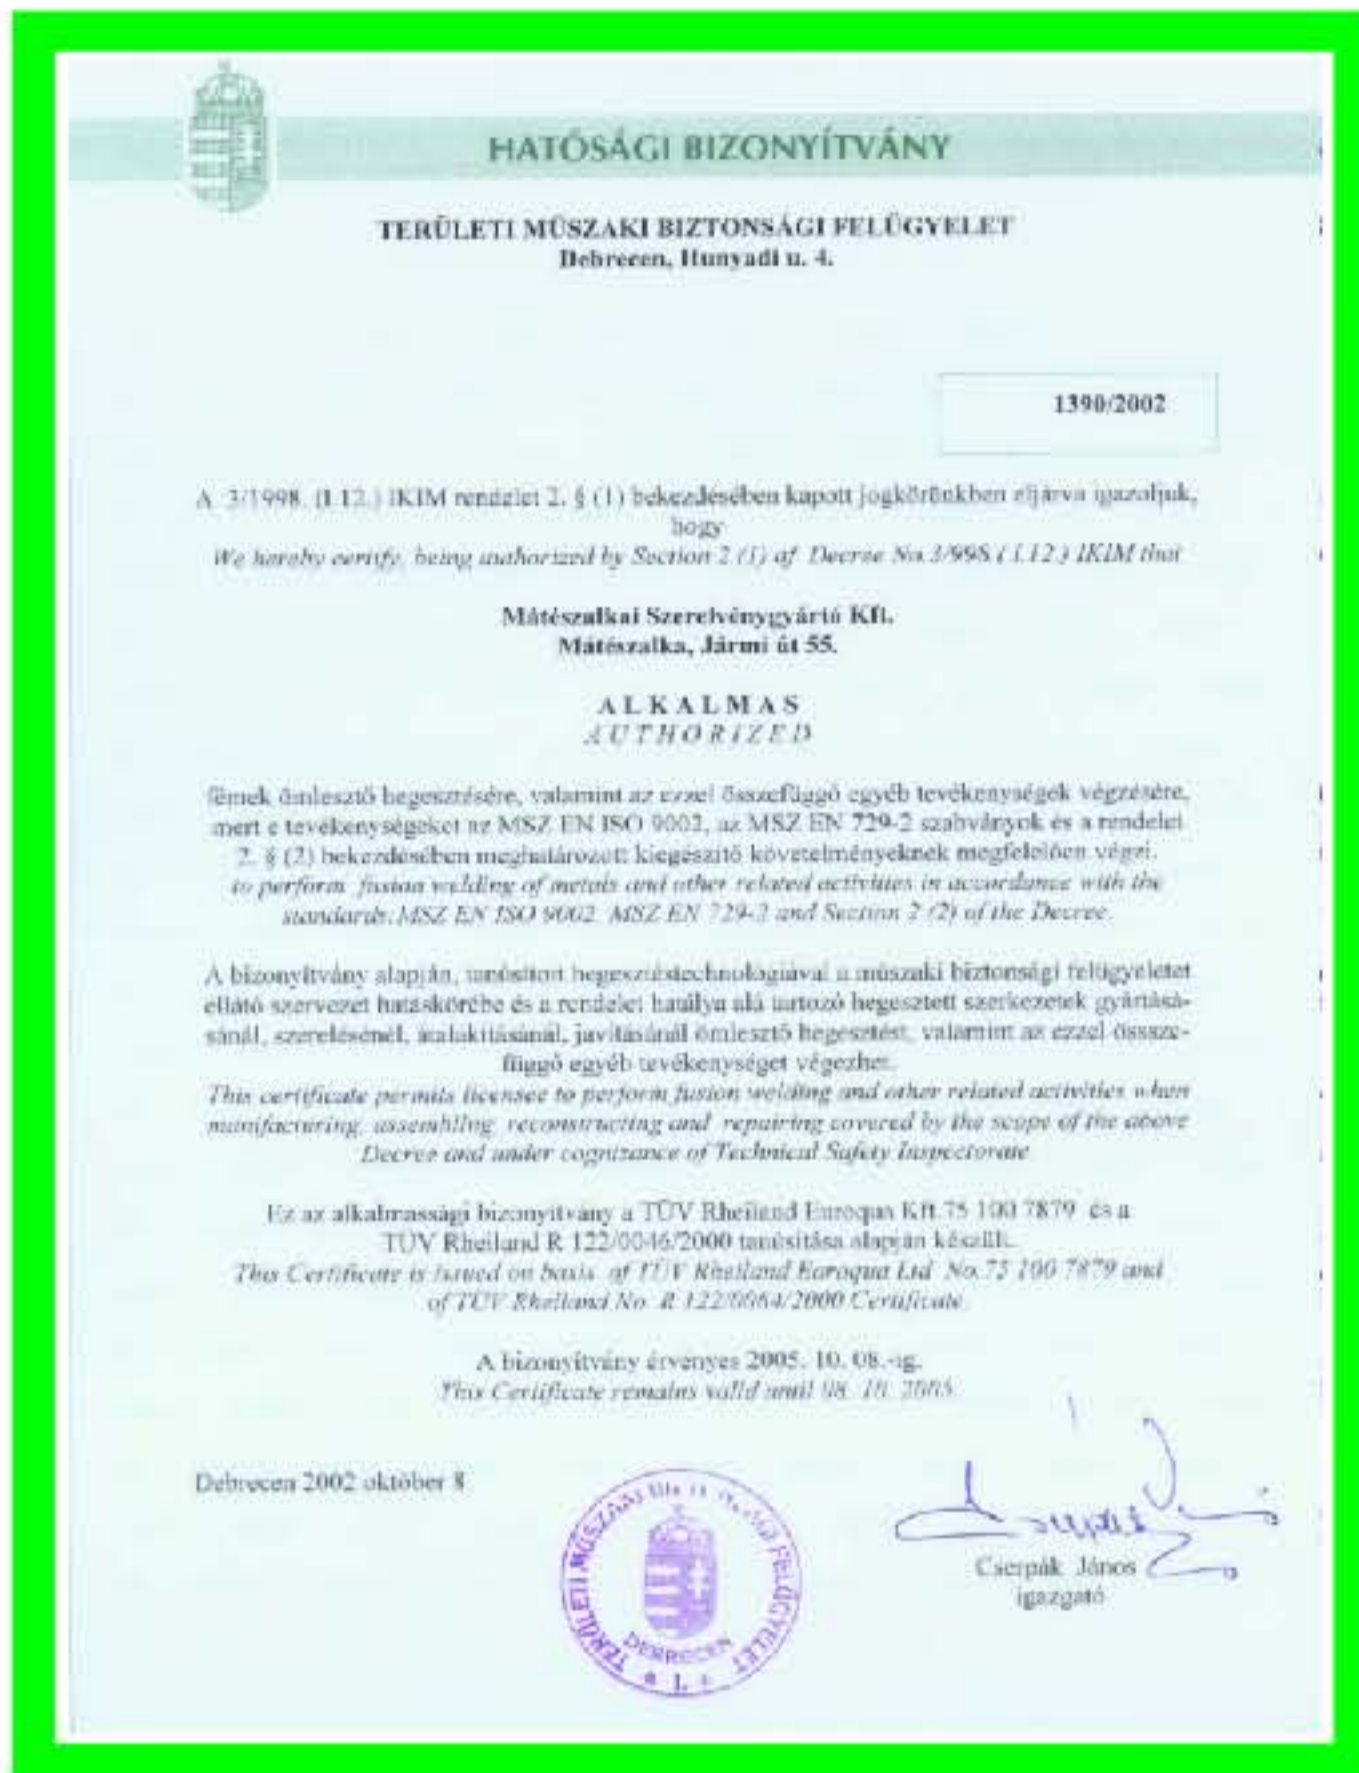 HATÓSÁGI BIZONYÍTVÁNY
TERÜLETI MŰSZAKI BIZTONSÁGI FELÜGYELET
Debrecen, Hunyadi u. 4.
1390/2002
A 3/1998. (I.12.) IKIM rendelet 2. § (1) bekezdésében kapott jogkörünkben eljárva igazoljuk,
hogy
We hereby certify, being authorized by Section 2 (1) of Decree No.3/998 (I.12.) IKIM that
Mátészalkai Szerelvénygyártó Kft.
Mátészalka, Jármi út 55.
ALKALMAS
AUTHORIZED
fémek ömlesztő hegesztésére, valamint az ezzel összefüggő egyéb tevékenységek végzésére,
mert e tevékenységeket az MSZ EN ISO 9002, az MSZ EN 729-2 szabványok és a rendelet
2. § (2) bekezdésében meghatározott kiegészítő követelményeknek megfelelően végzi.
to perform fusion welding of metals and other related activities in accordance with the
standards:MSZ EN ISO 9002. MSZ EN 729-2 and Section 2 (2) of the Decree.
A bizonyítvány alapján, tanúsított hegesztéstechnológiával a műszaki biztonsági felügyeletet
ellátó szervezet hatáskörébe és a rendelet hatálya alá tartozó hegesztett szerkezetek gyártásá-
sánál, szerelésénél, átalakításánál, javításánál ömlesztő hegesztést, valamint az ezzel össsze-
függő egyéb tevékenységet végezhet.
This certificate permits licensee to perform fusion welding and other related activities when
manufacturing, assembling, reconstructing and repairing covered by the scope of the above
Decree and under cognizance of Technical Safety Inspectorate
Ez az alkalmassági bizonyítvány a TÜV Rheiland Euroqua Kft.75 100 7879 és a
TÜV Rheiland R 122/0046/2000 tanúsítása alapján készült.
This Certificate is issued on basis of TÜV Rheiland Euroqua Ltd No.75 100 7879 and
of TÜV Rheiland No. R 122/0064/2000 Certificate.
A bizonyítvány érvényes 2005. 10. 08.-ig.
This Certificate remains valid until 08. 10. 2005.
Debrecen 2002 október 8
TERÜLETI MŰSZAKI FELÜGYELET
DEBRECEN
1.
Cserpák János
igazgató